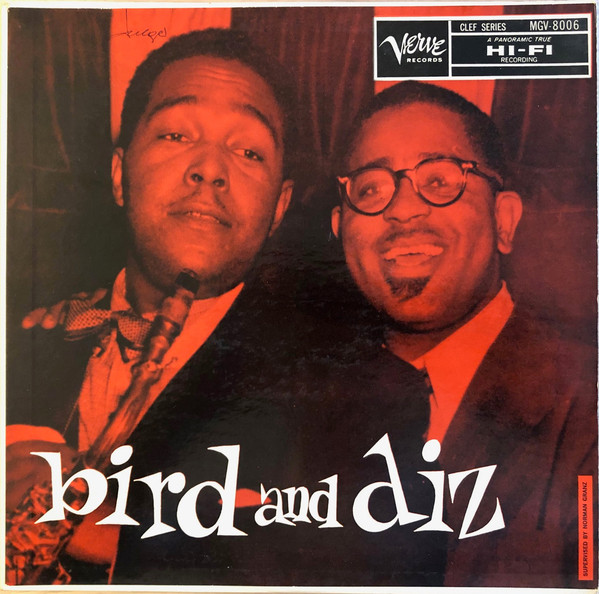 Verve
RECORDS
CLEF SERIES MGV-8006
A PANORAMIC TRUE
HI-FI
RECORDING
bird and diz
SUPERVISED BY NORMAN GRANZ